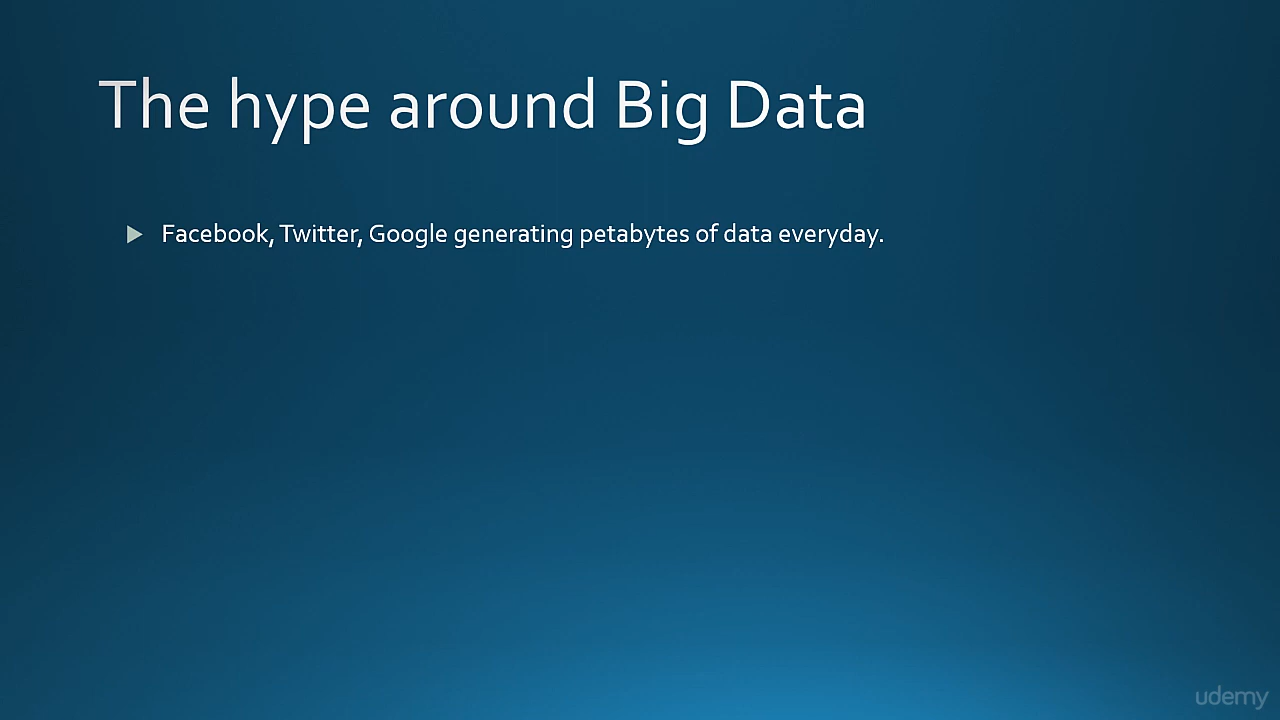 The hype around Big Data
Facebook, Twitter, Google generating petabytes of data everyday.
udemy